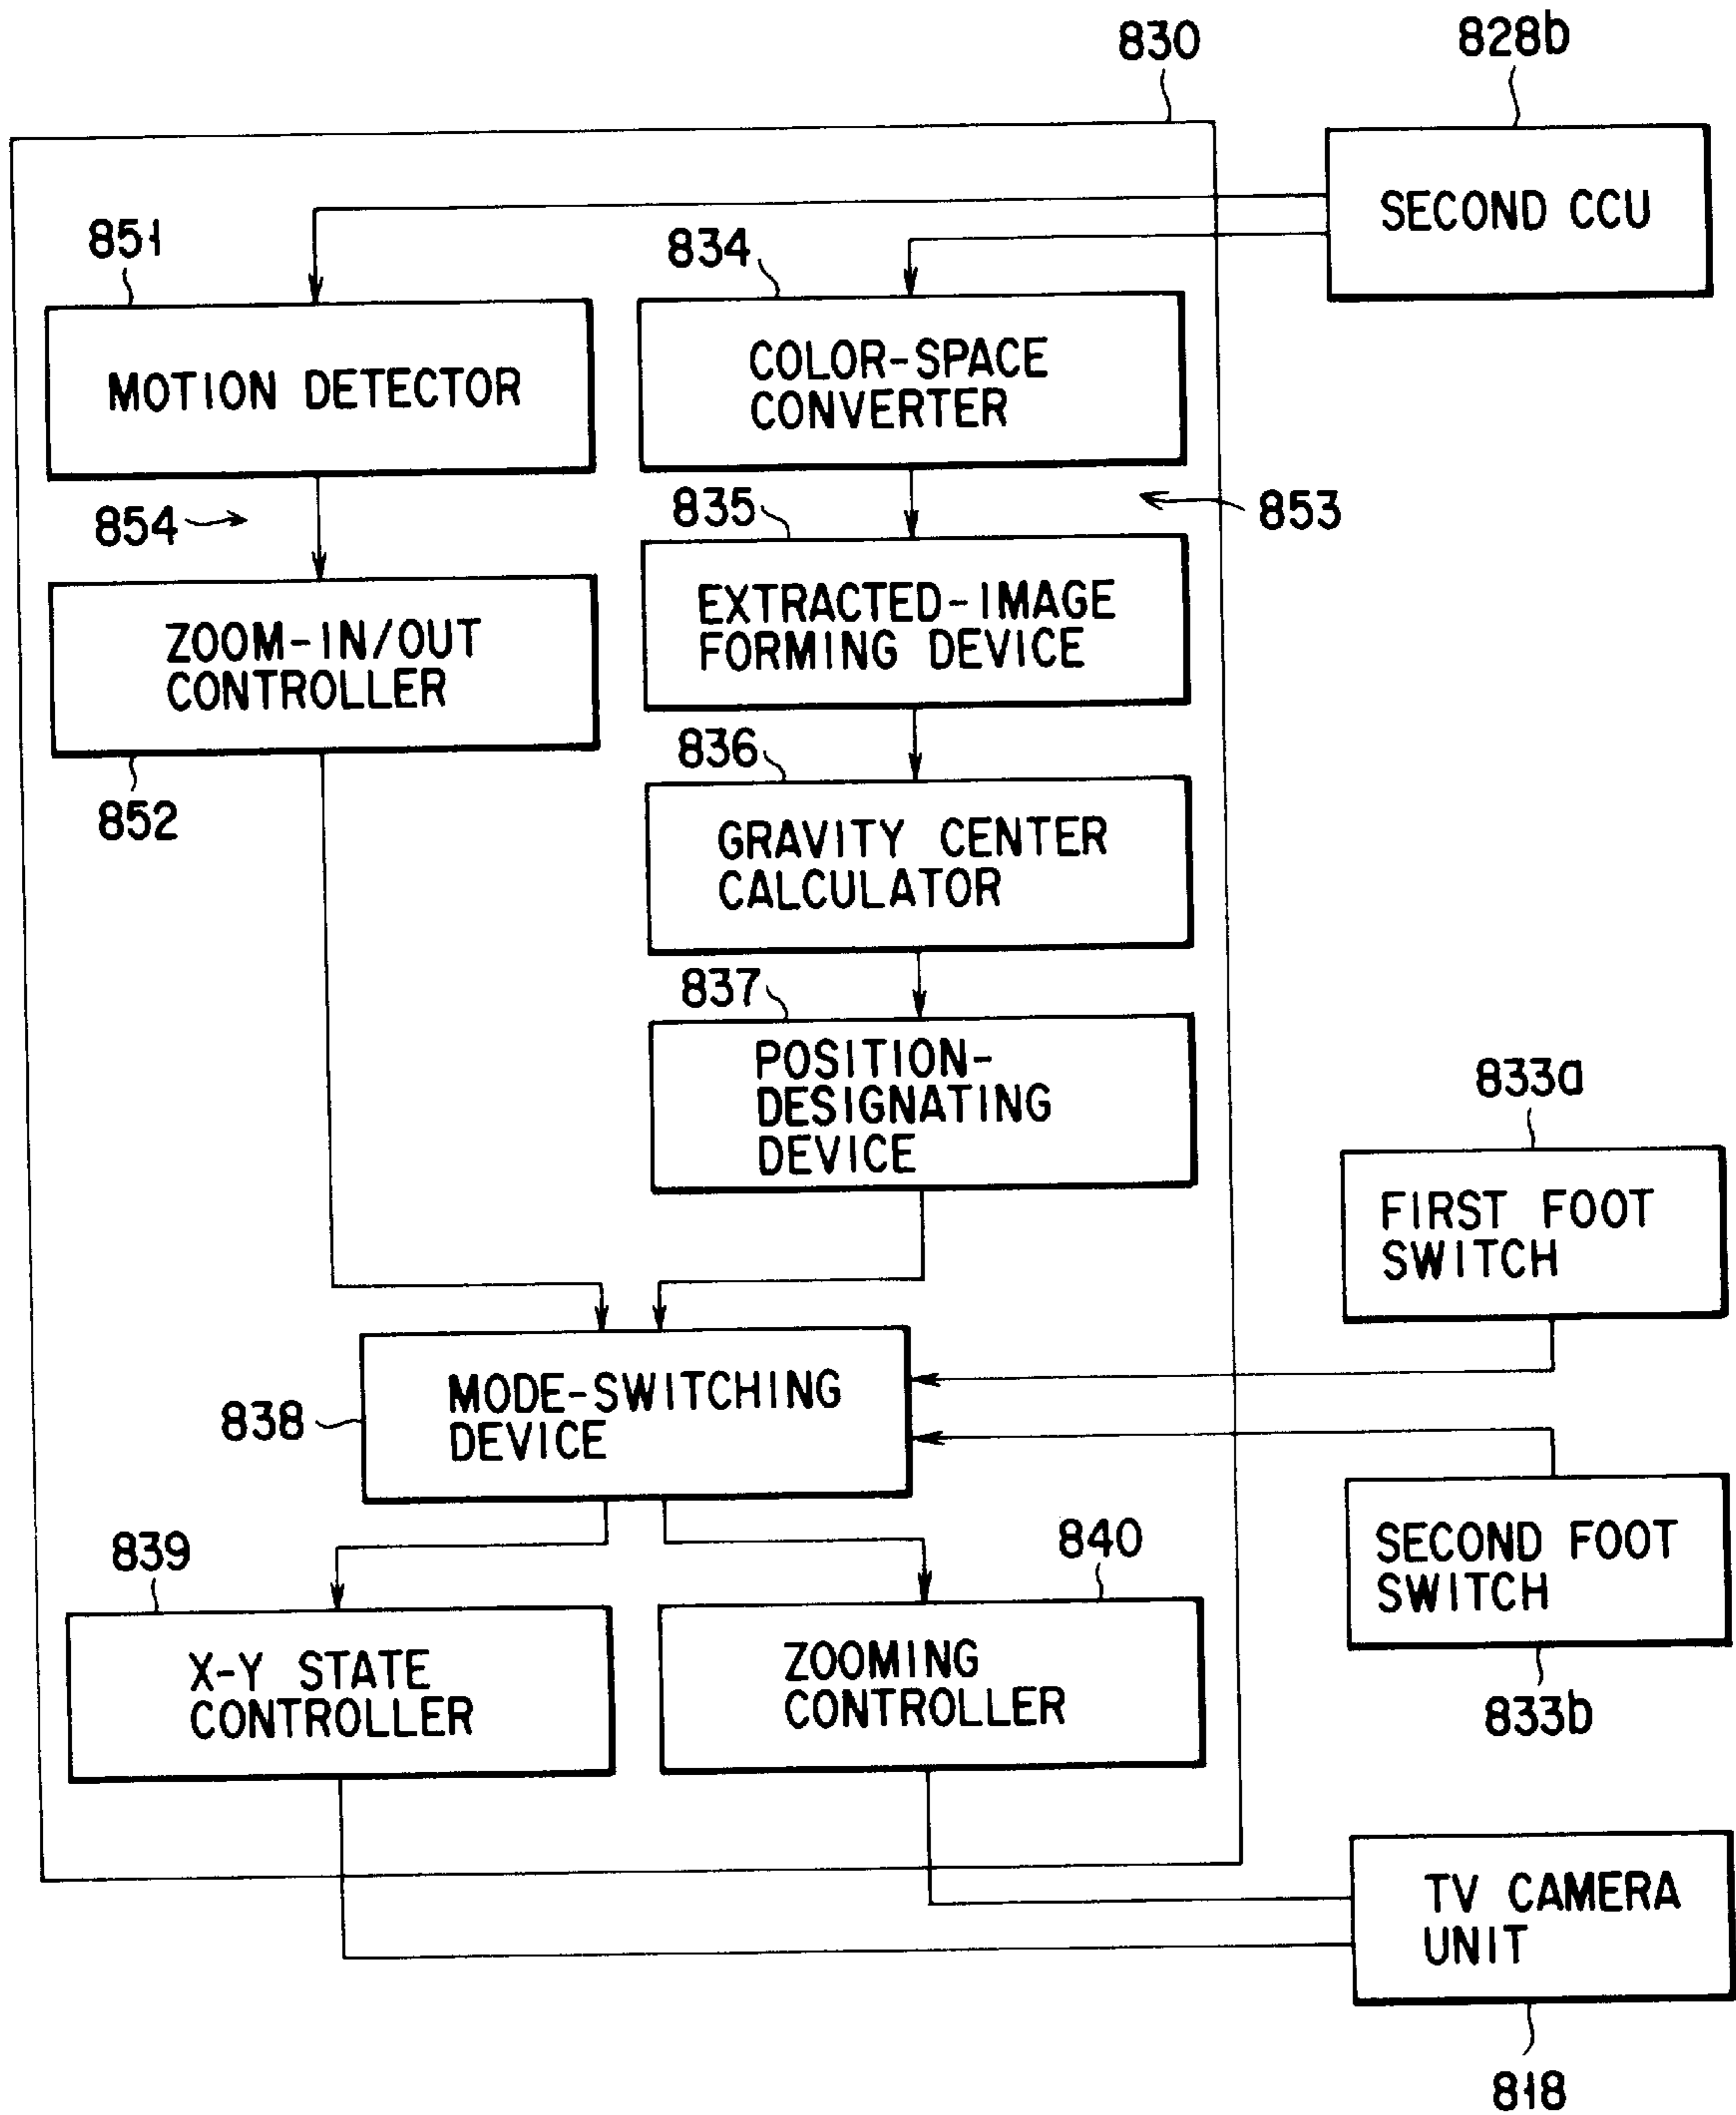 830
828b
SECOND CCU
851
834
MOTION DETECTOR
COLOR-SPACE
CONVERTER
854
835
853
ZOOM-IN/OUT
CONTROLLER
EXTRACTED-IMAGE
FORMING DEVICE
852
836
GRAVITY CENTER
CALCULATOR
837
POSITION-
DESIGNATING
DEVICE
833a
FIRST FOOT
SWITCH
838
MODE-SWITCHING
DEVICE
839
840
SECOND FOOT
SWITCH
833b
X-Y STATE
CONTROLLER
ZOOMING
CONTROLLER
TV CAMERA
UNIT
818